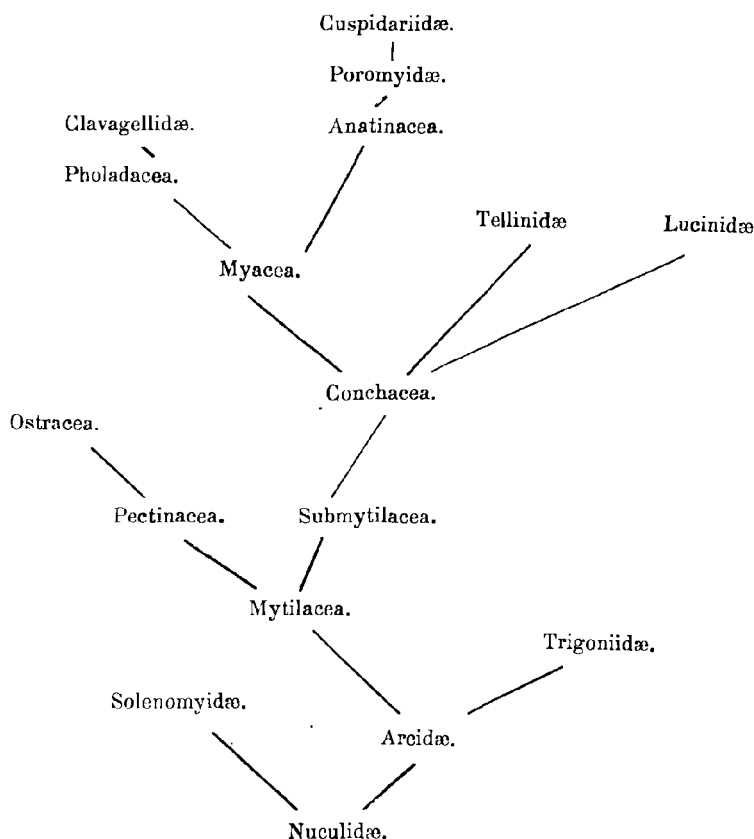 Cuspidariidæ.
Poromyidæ.
Clavagellidæ.
Anatinacea.
Pholadacea.
Tellinidæ
Lucinidæ
Myacea.
Conchacea.
Ostracea.
Pectinacea.
Submytilacea.
Mytilacea.
Trigoniidæ.
Solenomyidæ.
Arcidæ.
Nuculidæ.